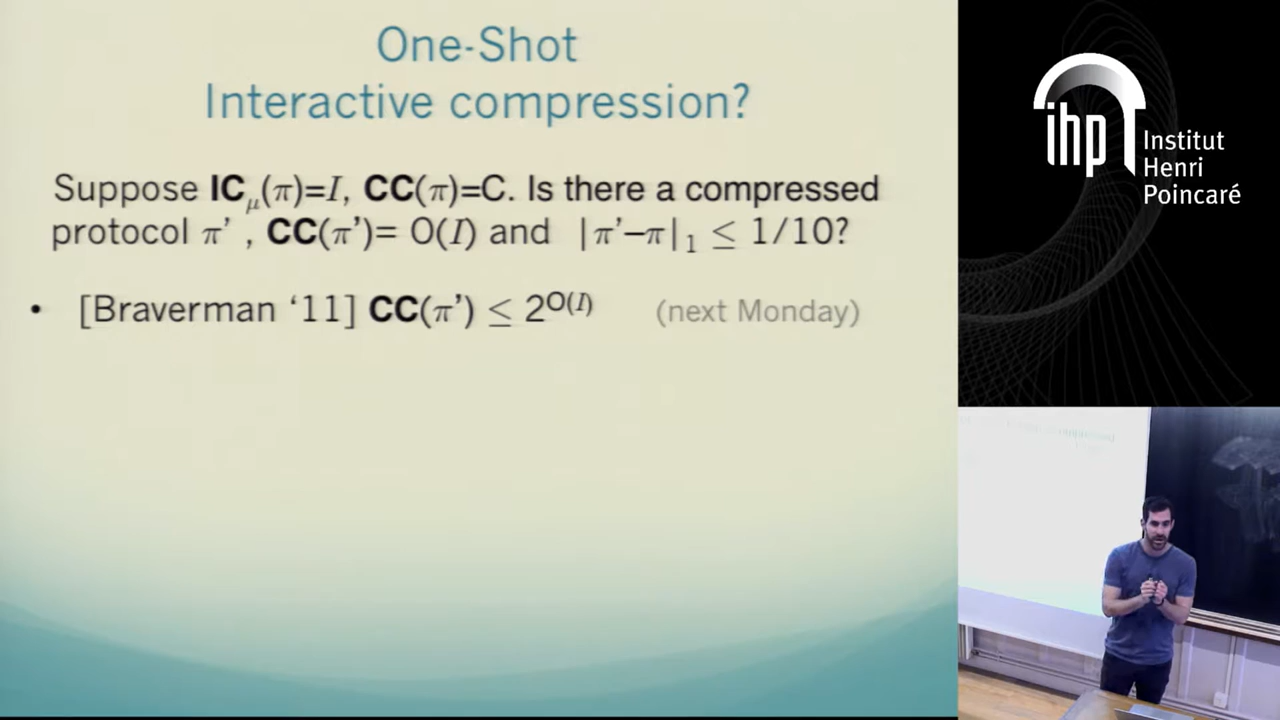 One-Shot
Interactive compression?
Suppose IC_μ(π)=I, CC(π)=C. Is there a compressed
protocol π’ , CC(π’)= O(I) and |π’−π|₁ ≤ 1/10?
• [Braverman ‘11] CC(π’) ≤ 2^O(I) (next Monday)
ihp
Institut
Henri
Poincaré